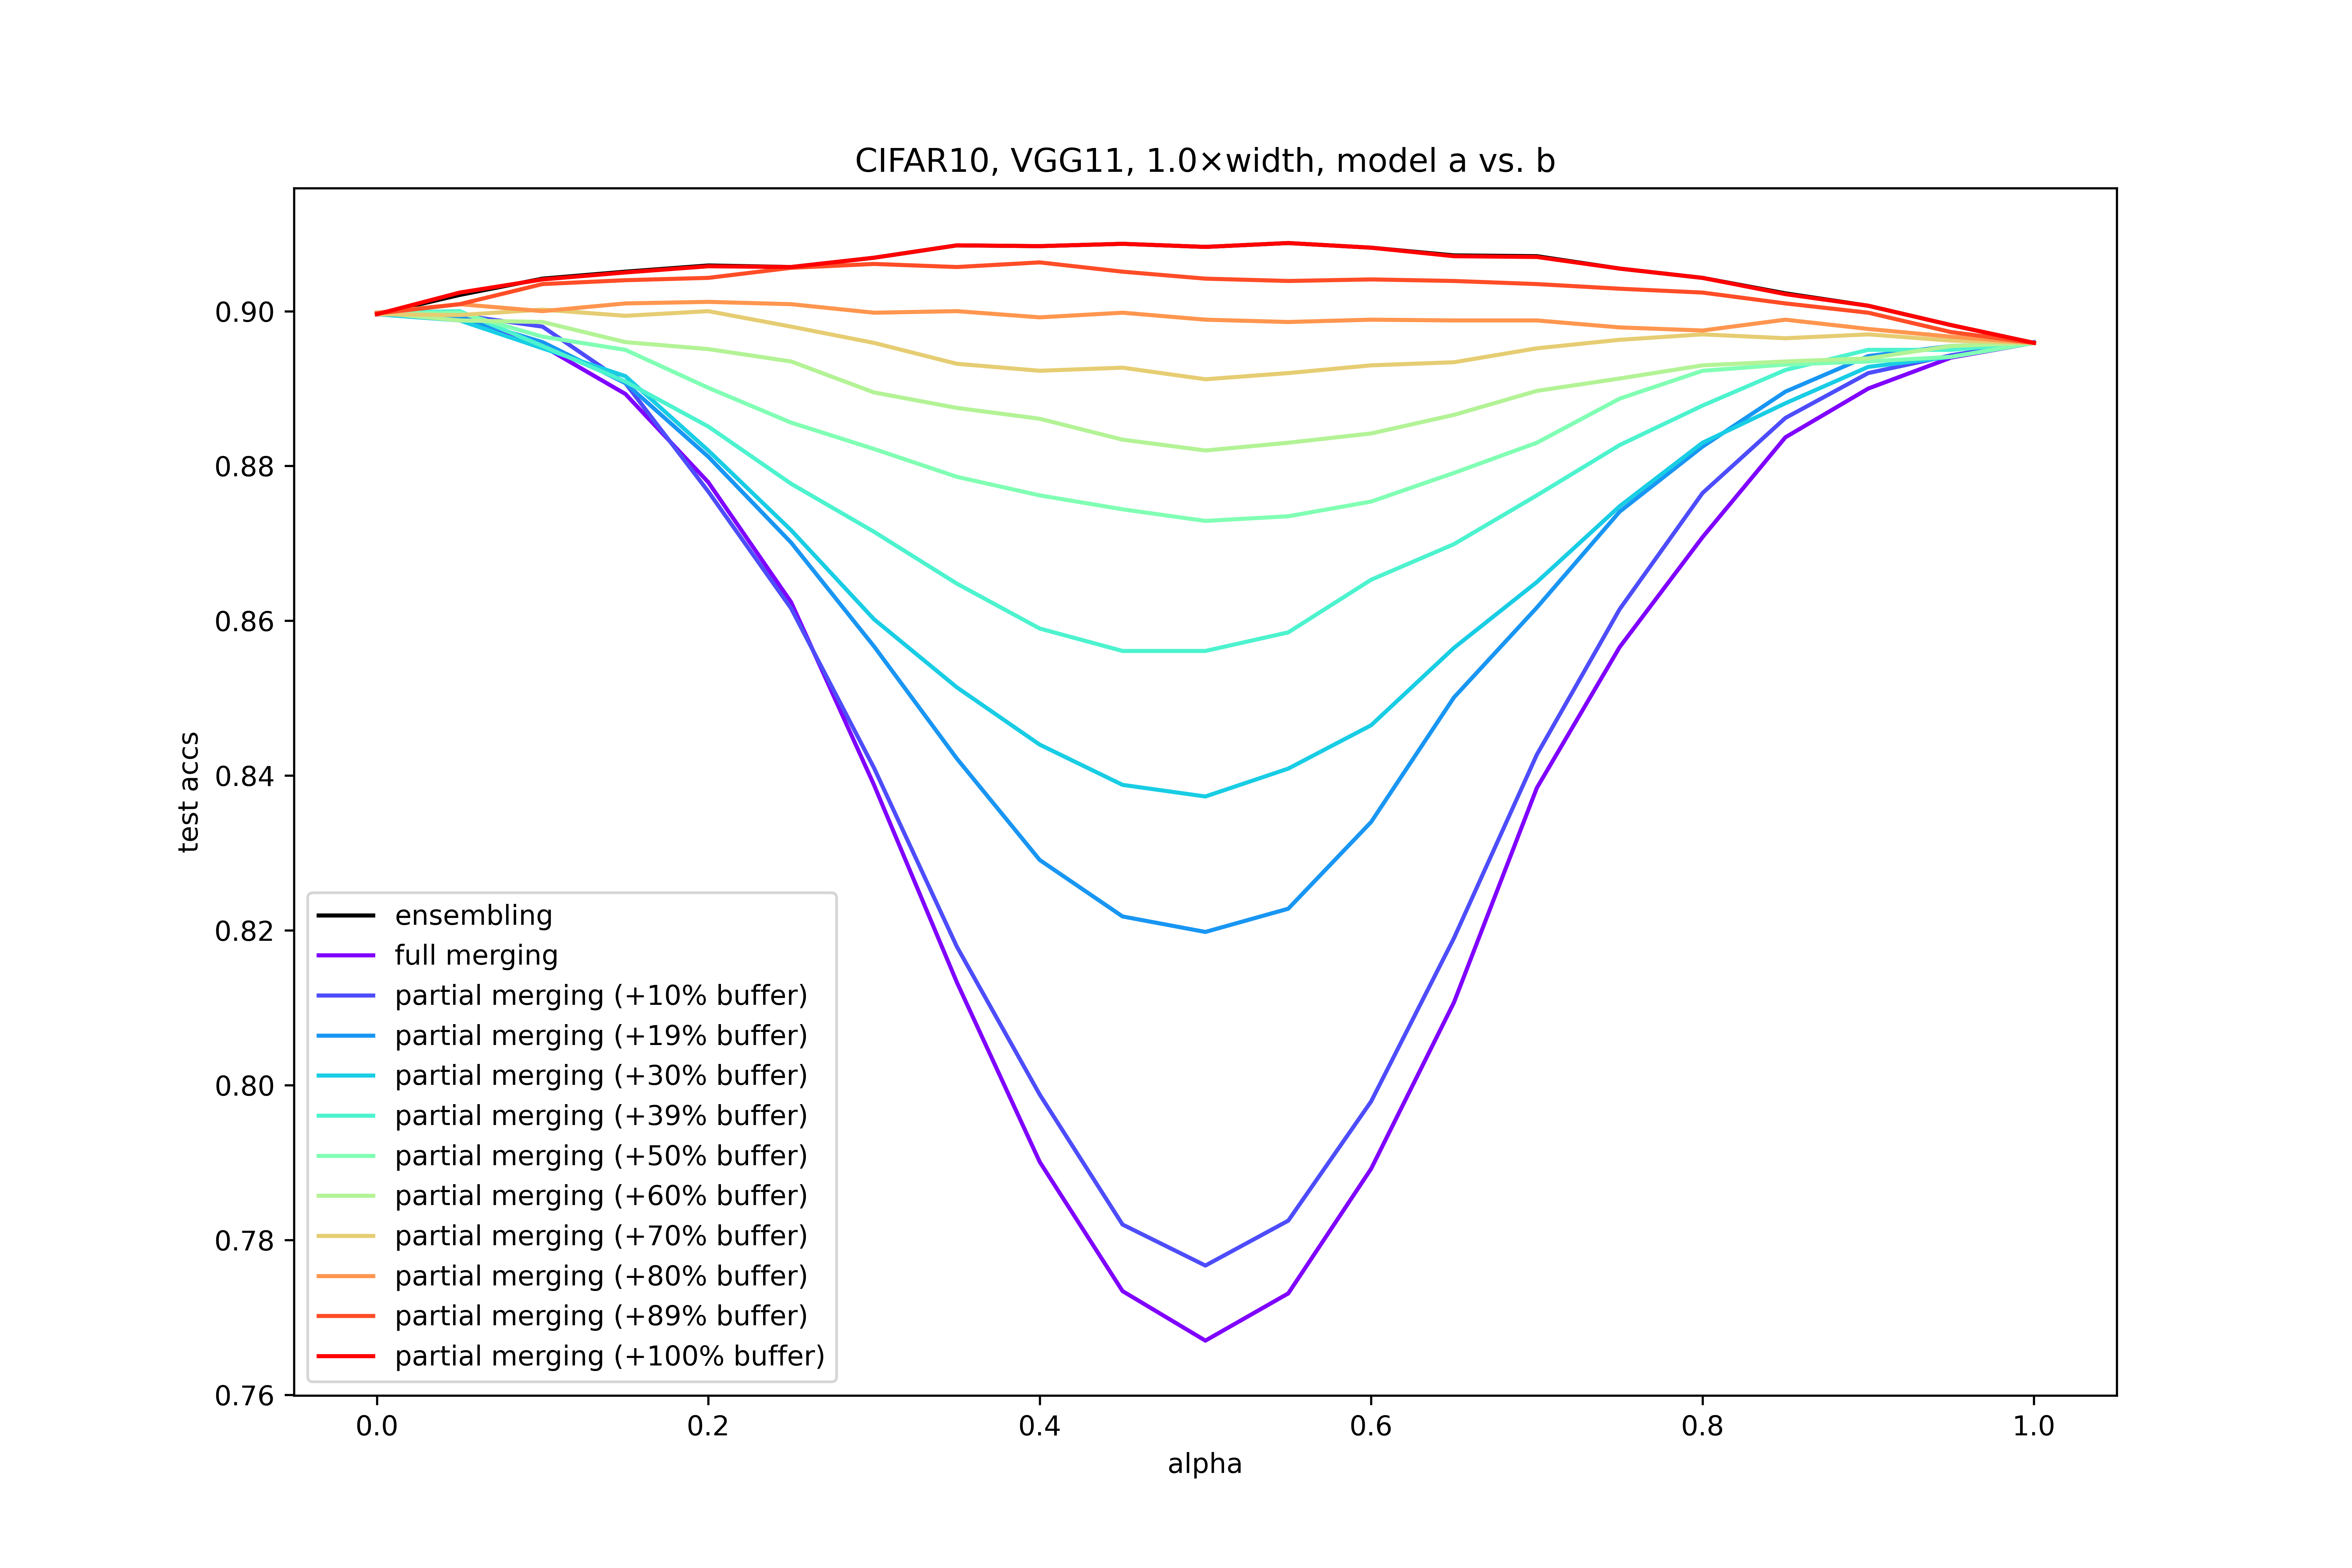 CIFAR10, VGG11, 1.0×width, model a vs. b
test accs
0.90
0.88
0.86
0.84
0.82
0.80
0.78
0.76
ensembling
full merging
partial merging (+10% buffer)
partial merging (+19% buffer)
partial merging (+30% buffer)
partial merging (+39% buffer)
partial merging (+50% buffer)
partial merging (+60% buffer)
partial merging (+70% buffer)
partial merging (+80% buffer)
partial merging (+89% buffer)
partial merging (+100% buffer)
0.0 0.2 0.4 0.6 0.8 1.0
alpha